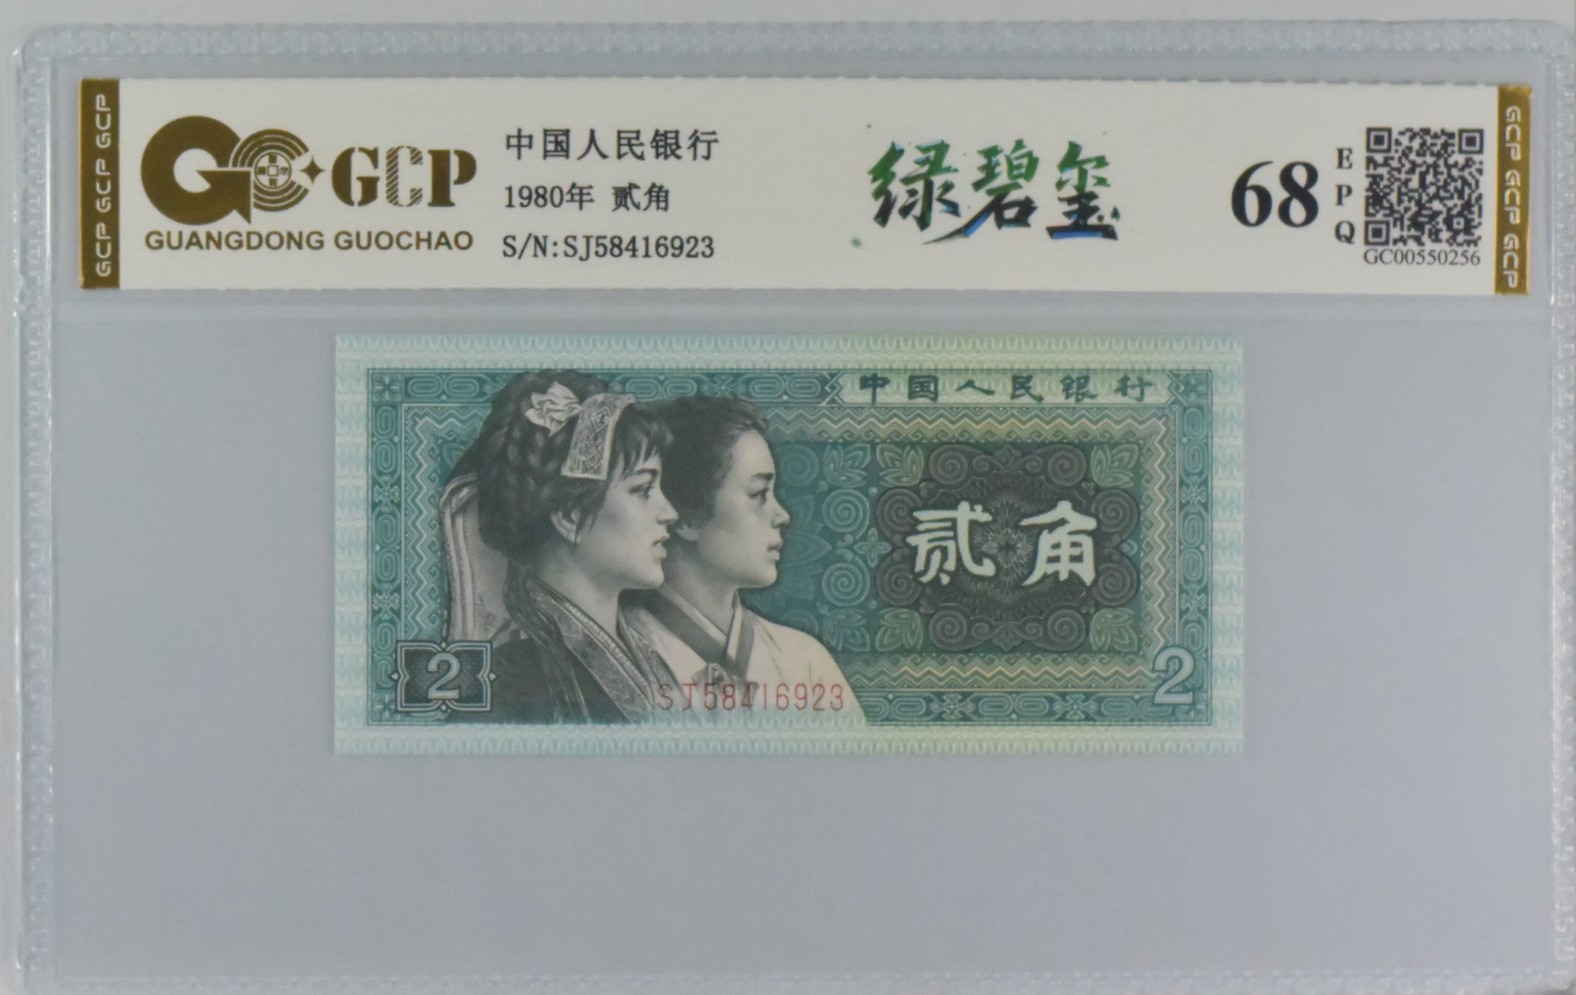 GCP GCP GCP
GCP
GUANGDONG GUOCHAO
中国人民银行
1980年 贰角
S/N:SJ58416923
绿碧玺
68
EPQ
GC00550256
GCP GCP GCP
中国人民银行
贰角
2
SJ58416923
2